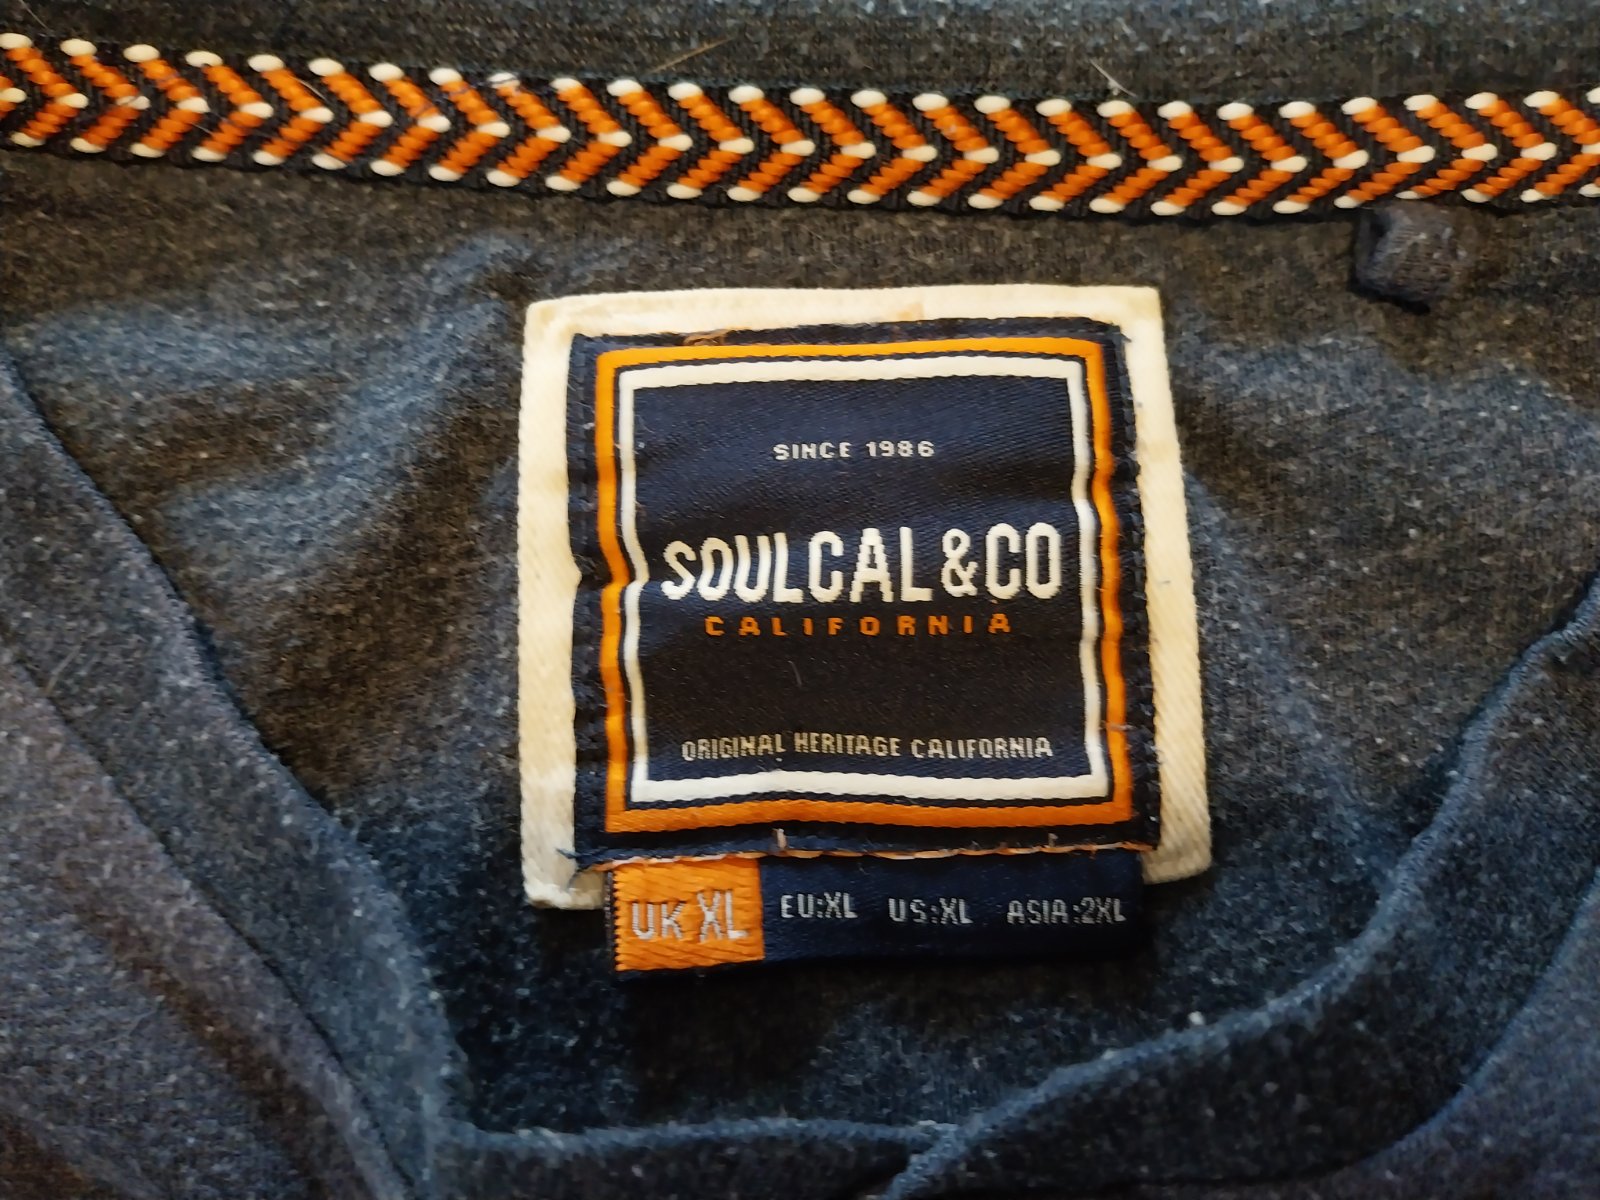 SINCE 1986
SOULCAL&CO
CALIFORNIA
ORIGINAL HERITAGE CALIFORNIA
UK XL EU:XL US:XL ASIA:2XL